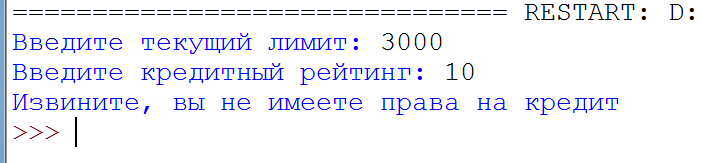 ================================ RESTART: D:
Введите текущий лимит: 3000
Введите кредитный рейтинг: 10
Извините, вы не имеете права на кредит
>>>